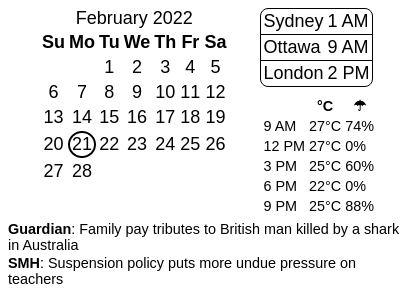 February 2022
Su Mo Tu We Th Fr Sa
1 2 3 4 5
6 7 8 9 10 11 12
13 14 15 16 17 18 19
20 21 22 23 24 25 26
27 28
Sydney 1 AM
Ottawa 9 AM
London 2 PM
°C ☂
9 AM 27°C 74%
12 PM 27°C 0%
3 PM 25°C 60%
6 PM 22°C 0%
9 PM 25°C 88%
Guardian: Family pay tributes to British man killed by a shark
in Australia
SMH: Suspension policy puts more undue pressure on
teachers